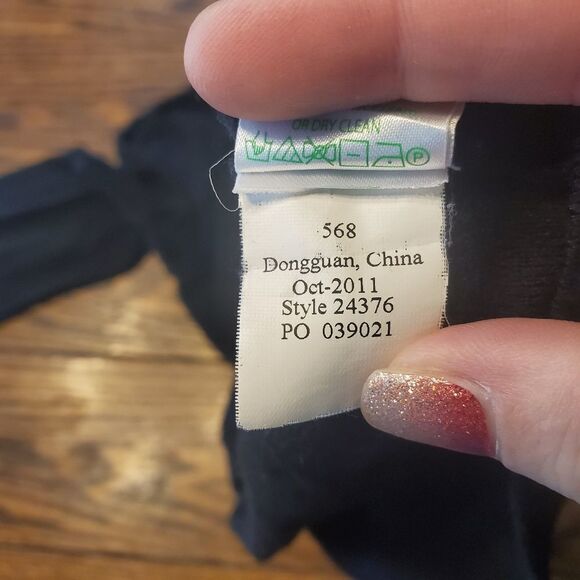 OR DRY CLEAN
P
568
Dongguan, China
Oct-2011
Style 24376
PO 039021